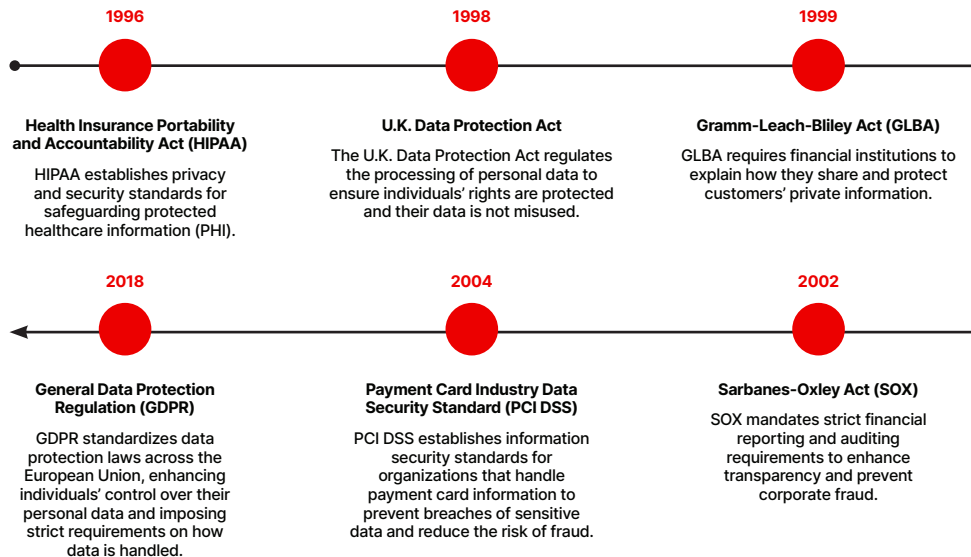 1996
1998
1999
Health Insurance Portability
and Accountability Act (HIPAA)
HIPAA establishes privacy
and security standards for
safeguarding protected
healthcare information (PHI).
U.K. Data Protection Act
The U.K. Data Protection Act regulates
the processing of personal data to
ensure individuals’ rights are protected
and their data is not misused.
Gramm-Leach-Bliley Act (GLBA)
GLBA requires financial institutions to
explain how they share and protect
customers’ private information.
2018
2004
2002
General Data Protection
Regulation (GDPR)
GDPR standardizes data
protection laws across the
European Union, enhancing
individuals’ control over their
personal data and imposing
strict requirements on how
data is handled.
Payment Card Industry Data
Security Standard (PCI DSS)
PCI DSS establishes information
security standards for
organizations that handle
payment card information to
prevent breaches of sensitive
data and reduce the risk of fraud.
Sarbanes-Oxley Act (SOX)
SOX mandates strict financial
reporting and auditing
requirements to enhance
transparency and prevent
corporate fraud.